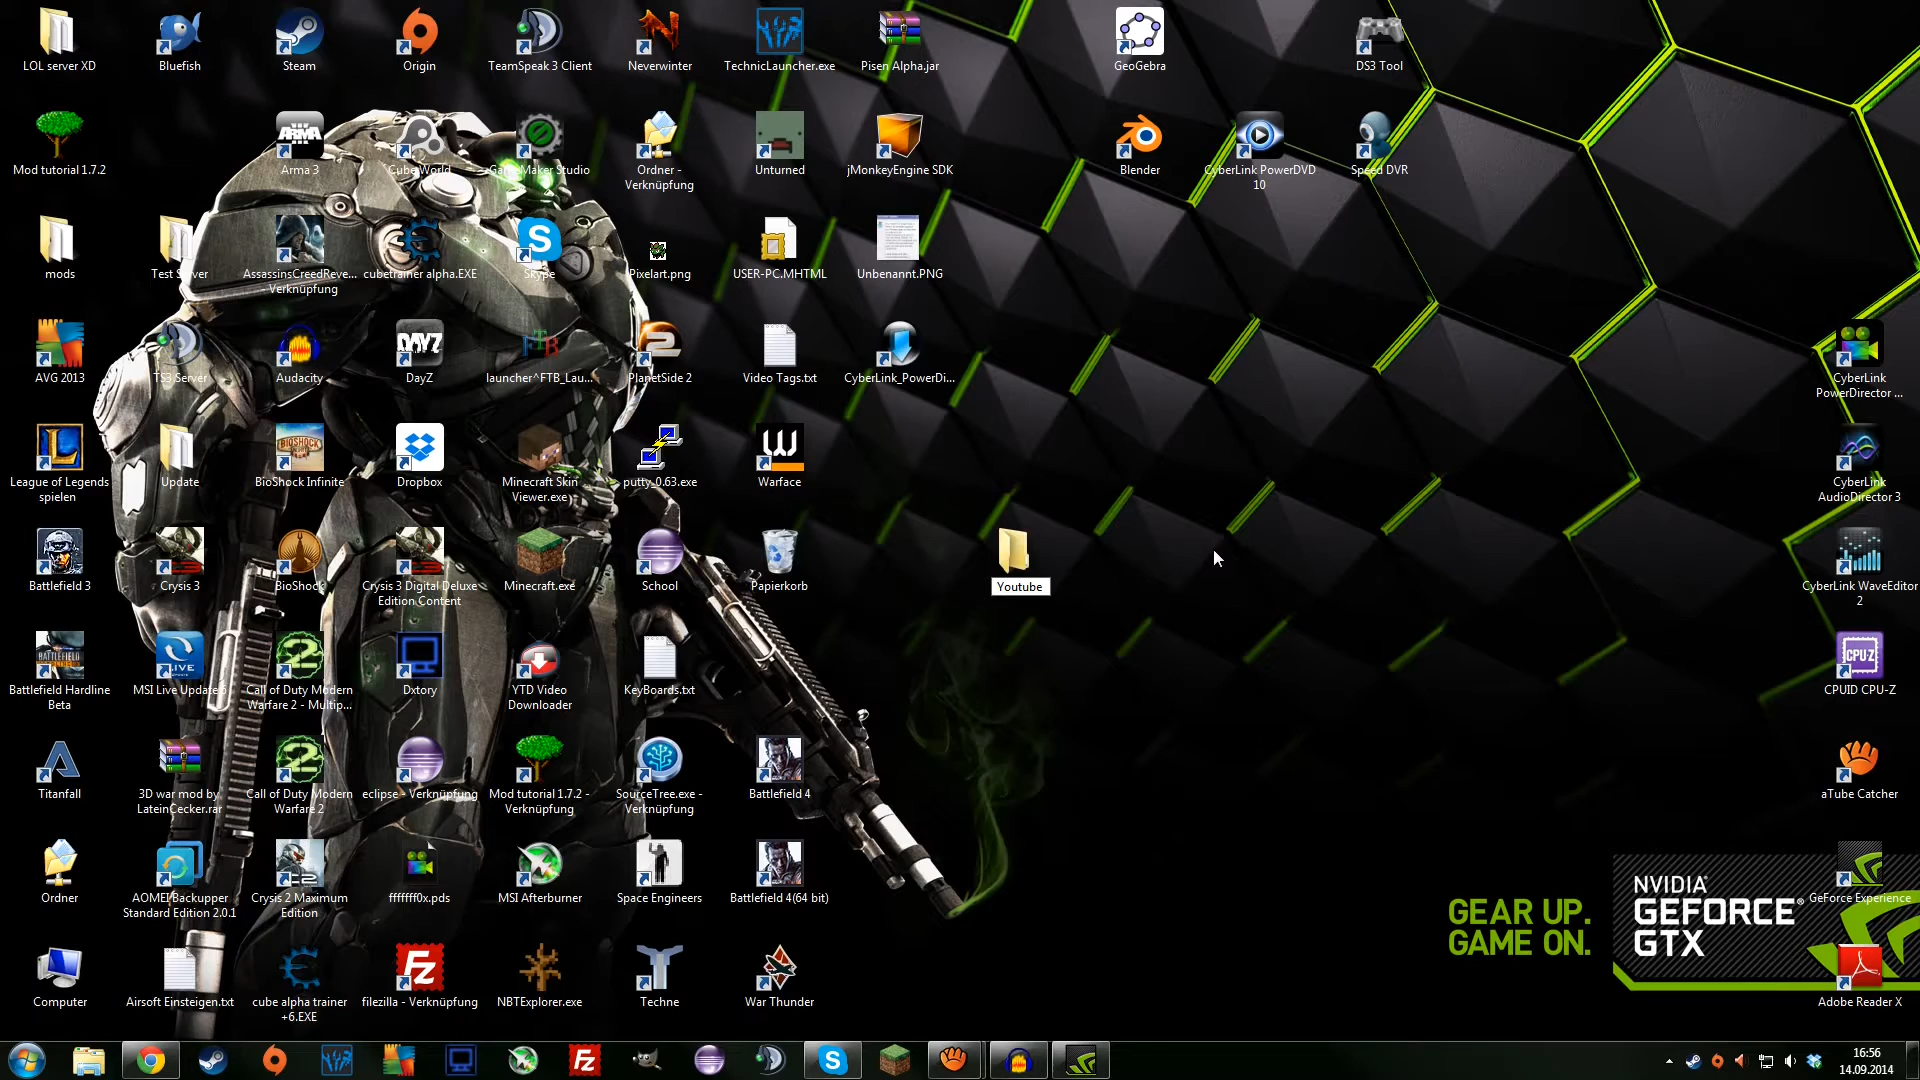 LOL server XD
Bluefish
Steam
Origin
TeamSpeak 3 Client
Neverwinter
TechnicLauncher.exe
Pisen Alpha.jar
GeoGebra
DS3 Tool
Mod tutorial 1.7.2
Arma 3
CubeWorld
GameMaker Studio
Ordner -
Verknüpfung
Unturned
jMonkeyEngine SDK
Blender
CyberLink PowerDVD
10
Speed DVR
mods
Test Server
AssassinsCreedReve...
- Verknüpfung
cubetrainer alpha.EXE
Skype
Pixelart.png
USER-PC.MHTML
Unbenannt.PNG
AVG 2013
TS3 Server
Audacity
DayZ
launcher^FTB_Lau...
PlanetSide 2
Video Tags.txt
CyberLink_PowerDi...
CyberLink
PowerDirector ...
League of Legends
spielen
Update
BioShock Infinite
Dropbox
Minecraft Skin
Viewer.exe
putty_0.63.exe
Warface
CyberLink
AudioDirector 3
Battlefield 3
Crysis 3
BioShock
Crysis 3 Digital Deluxe
Edition Content
Minecraft.exe
School
Papierkorb
Youtube
CyberLink WaveEditor
2
Battlefield Hardline
Beta
MSI Live Update
Call of Duty Modern
Warfare 2 - Multip...
Dxtory
YTD Video
Downloader
KeyBoards.txt
CPU-Z
CPUID CPU-Z
Titanfall
3D war mod by
LateinCecker.rar
Call of Duty Modern
Warfare 2
eclipse - Verknüpfung
Mod tutorial 1.7.2 -
Verknüpfung
SourceTree.exe -
Verknüpfung
Battlefield 4
aTube Catcher
Ordner
AOMEI Backupper
Standard Edition 2.0.1
Crysis 2 Maximum
Edition
fffffff0x.pds
MSI Afterburner
Space Engineers
Battlefield 4(64 bit)
GeForce Experience
GEAR UP.
GAME ON.
NVIDIA
GEFORCE®
GTX
Computer
Airsoft Einsteigen.txt
cube alpha trainer
+6.EXE
filezilla - Verknüpfung
NBTExplorer.exe
Techne
War Thunder
Adobe Reader X
16:56
14.09.2014